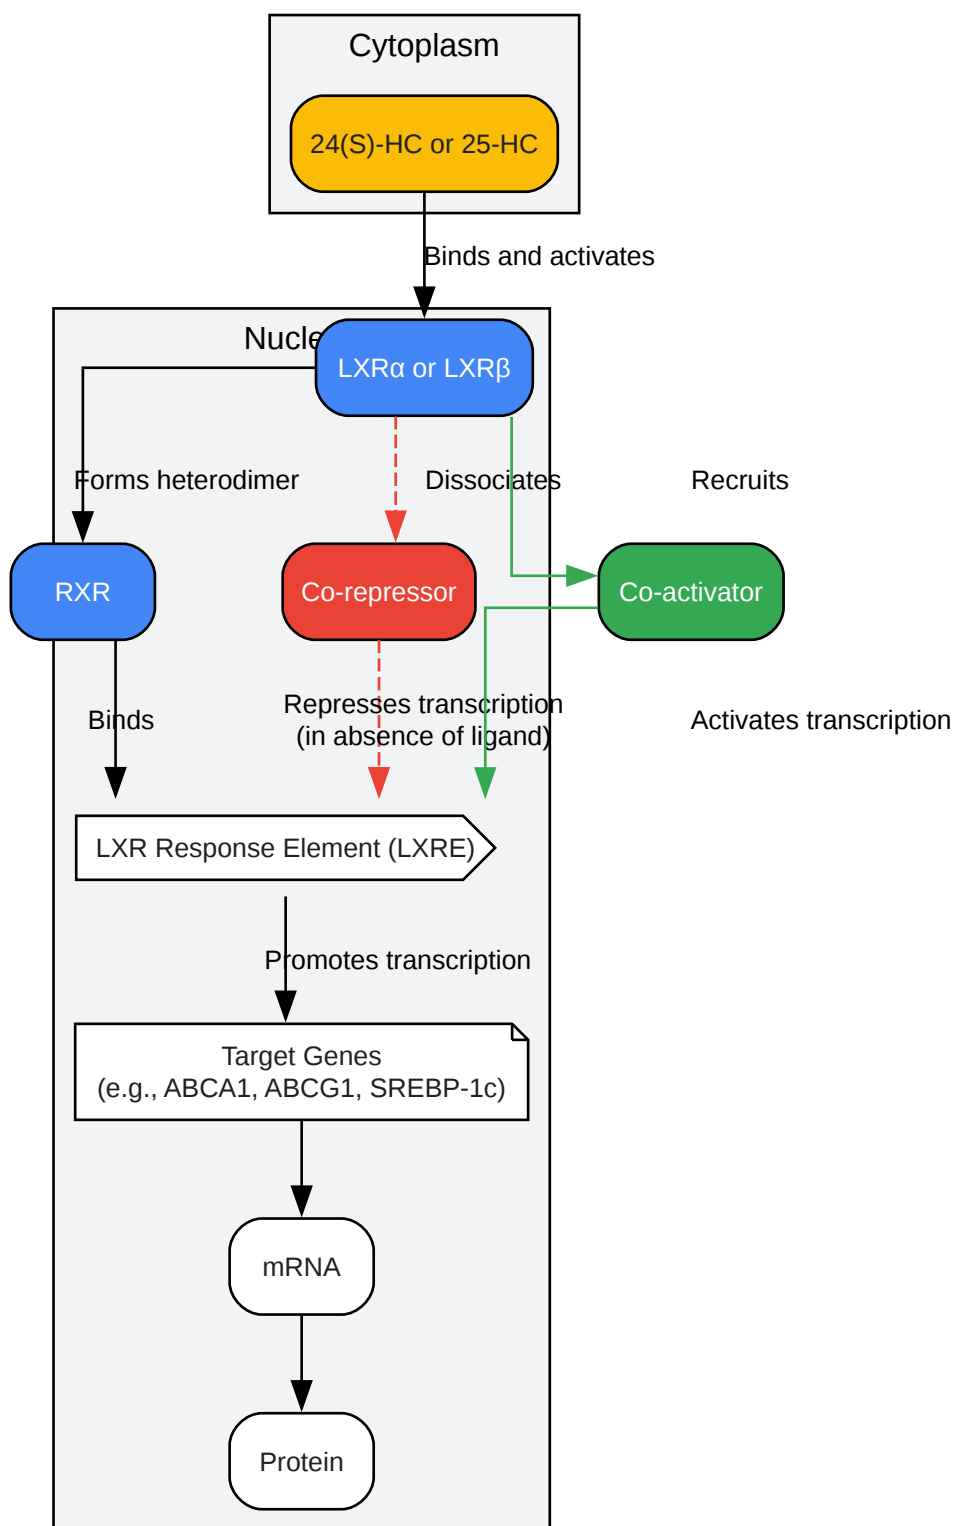 Cytoplasm
24(S)-HC or 25-HC
Binds and activates
LXRα or LXRβ
Forms heterodimer
Dissociates
Recruits
RXR
Co-repressor
Co-activator
Binds
Represses transcription
(in absence of ligand)
Activates transcription
LXR Response Element (LXRE)
Promotes transcription
Target Genes
(e.g., ABCA1, ABCG1, SREBP-1c)
mRNA
Protein